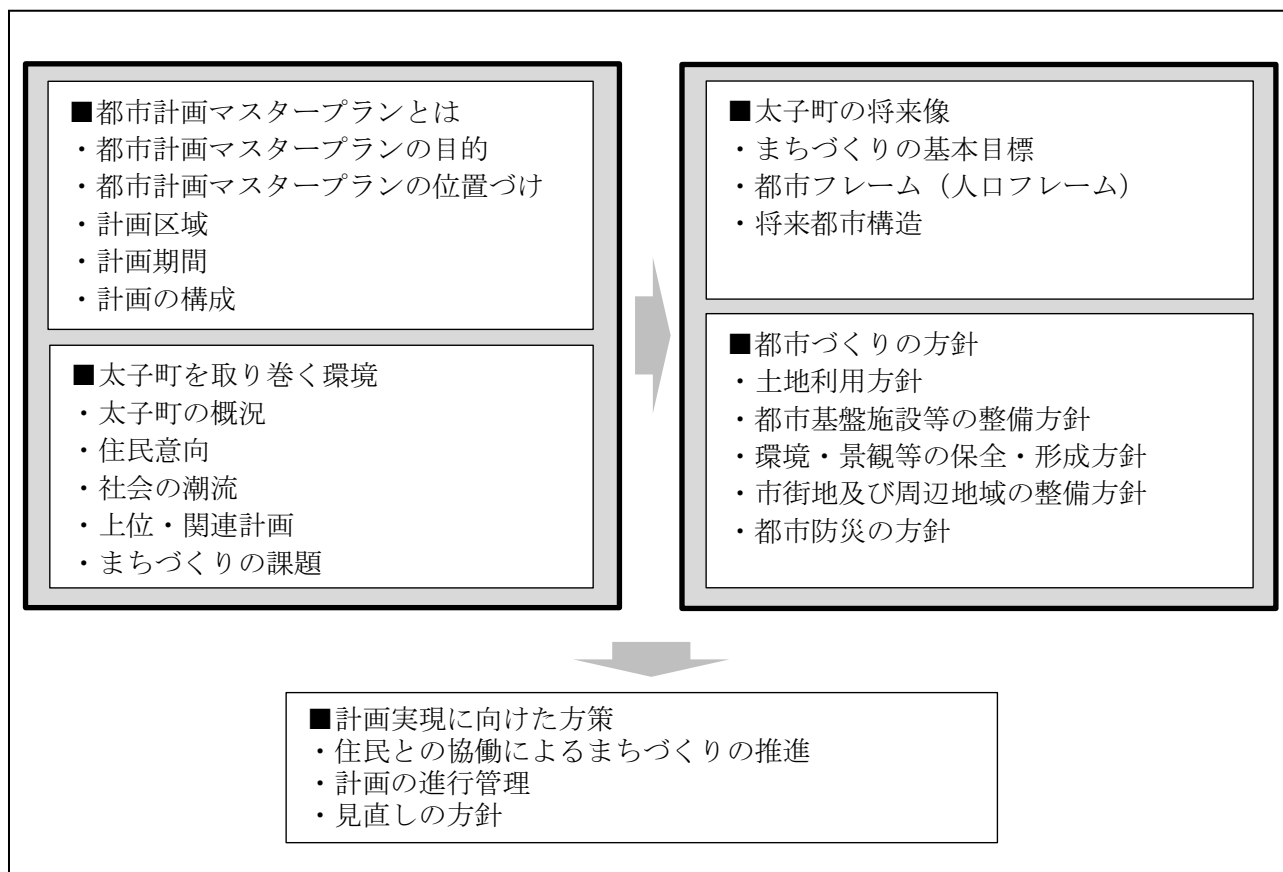 ■都市計画マスタープランとは
・都市計画マスタープランの目的
・都市計画マスタープランの位置づけ
・計画区域
・計画期間
・計画の構成
■太子町を取り巻く環境
・太子町の概況
・住民意向
・社会の潮流
・上位・関連計画
・まちづくりの課題
■太子町の将来像
・まちづくりの基本目標
・都市フレーム（人口フレーム）
・将来都市構造
■都市づくりの方針
・土地利用方針
・都市基盤施設等の整備方針
・環境・景観等の保全・形成方針
・市街地及び周辺地域の整備方針
・都市防災の方針
■計画実現に向けた方策
・住民との協働によるまちづくりの推進
・計画の進行管理
・見直しの方針